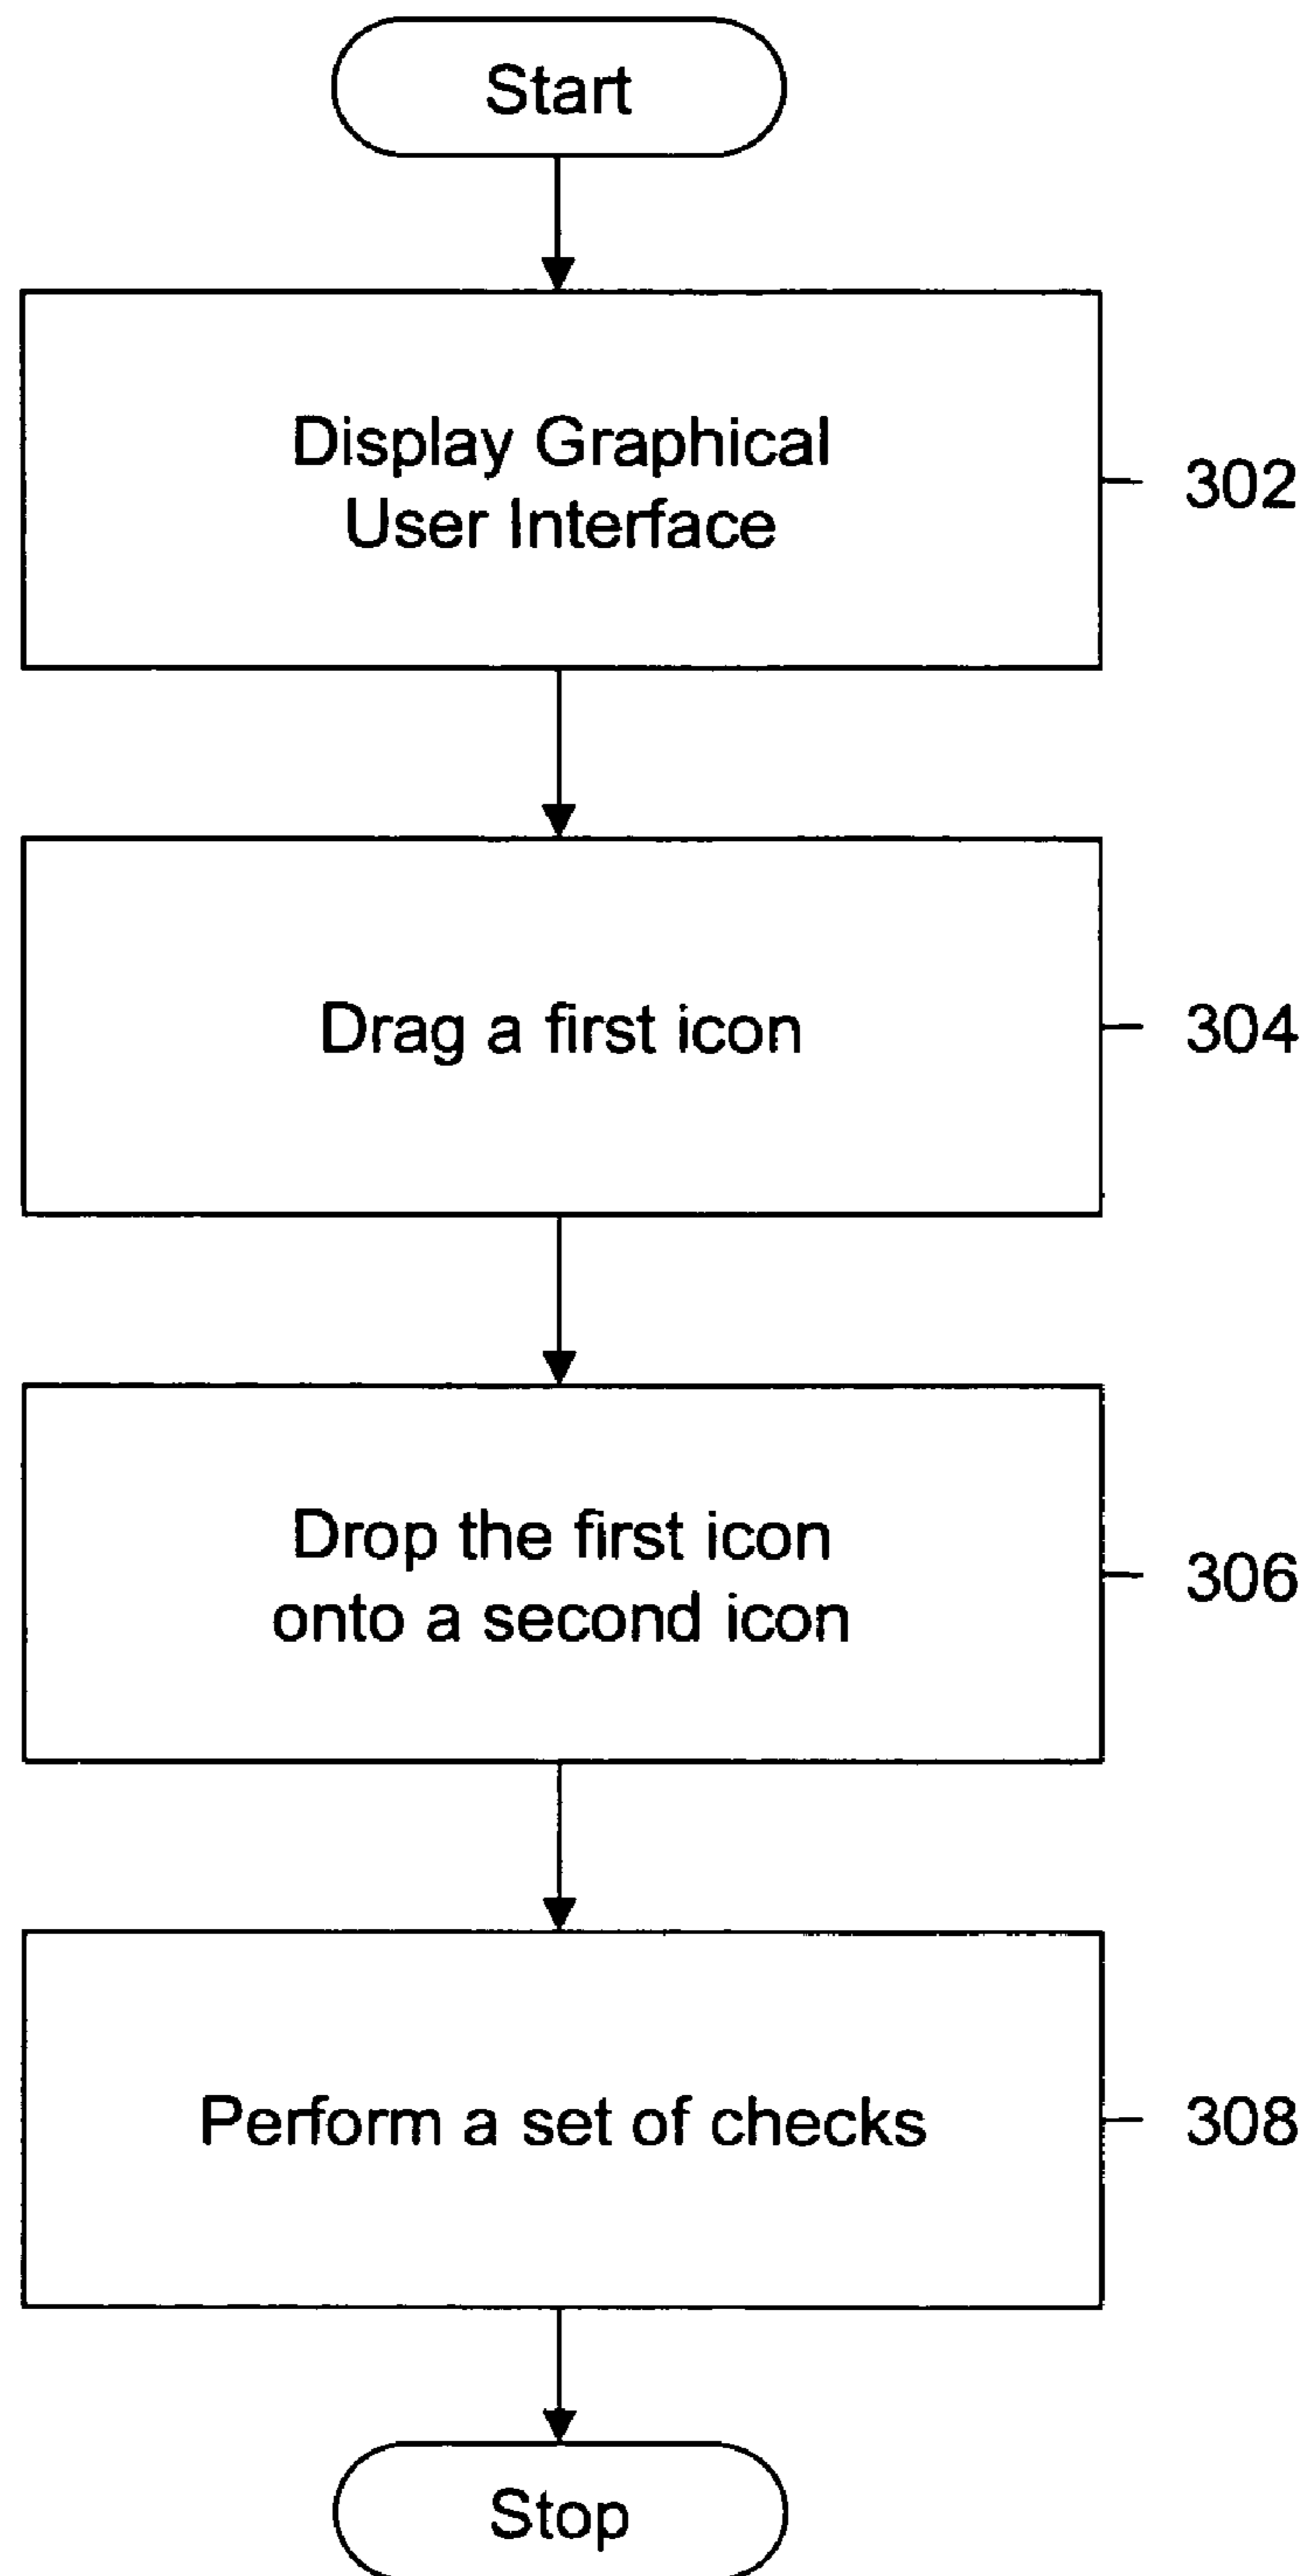 Start
Display Graphical
User Interface
302
Drag a first icon
304
Drop the first icon
onto a second icon
306
Perform a set of checks
308
Stop